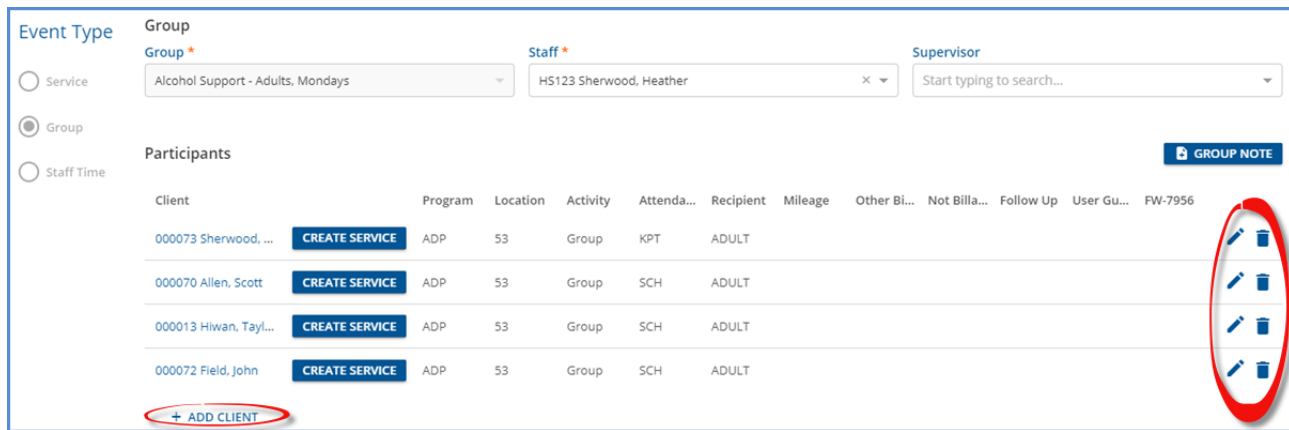 Event Type
Service
Group
Staff Time
Group
Group * Staff * Supervisor
Alcohol Support - Adults, Mondays HS123 Sherwood, Heather Start typing to search...
Participants GROUP NOTE
Client Program Location Activity Attenda... Recipient Mileage Other Bi... Not Billa... Follow Up User Gu... FW-7956
000073 Sherwood, ... CREATE SERVICE ADP 53 Group KPT ADULT
000070 Allen, Scott CREATE SERVICE ADP 53 Group SCH ADULT
000013 Hiwan, Tayl... CREATE SERVICE ADP 53 Group SCH ADULT
000072 Field, John CREATE SERVICE ADP 53 Group SCH ADULT
+ ADD CLIENT